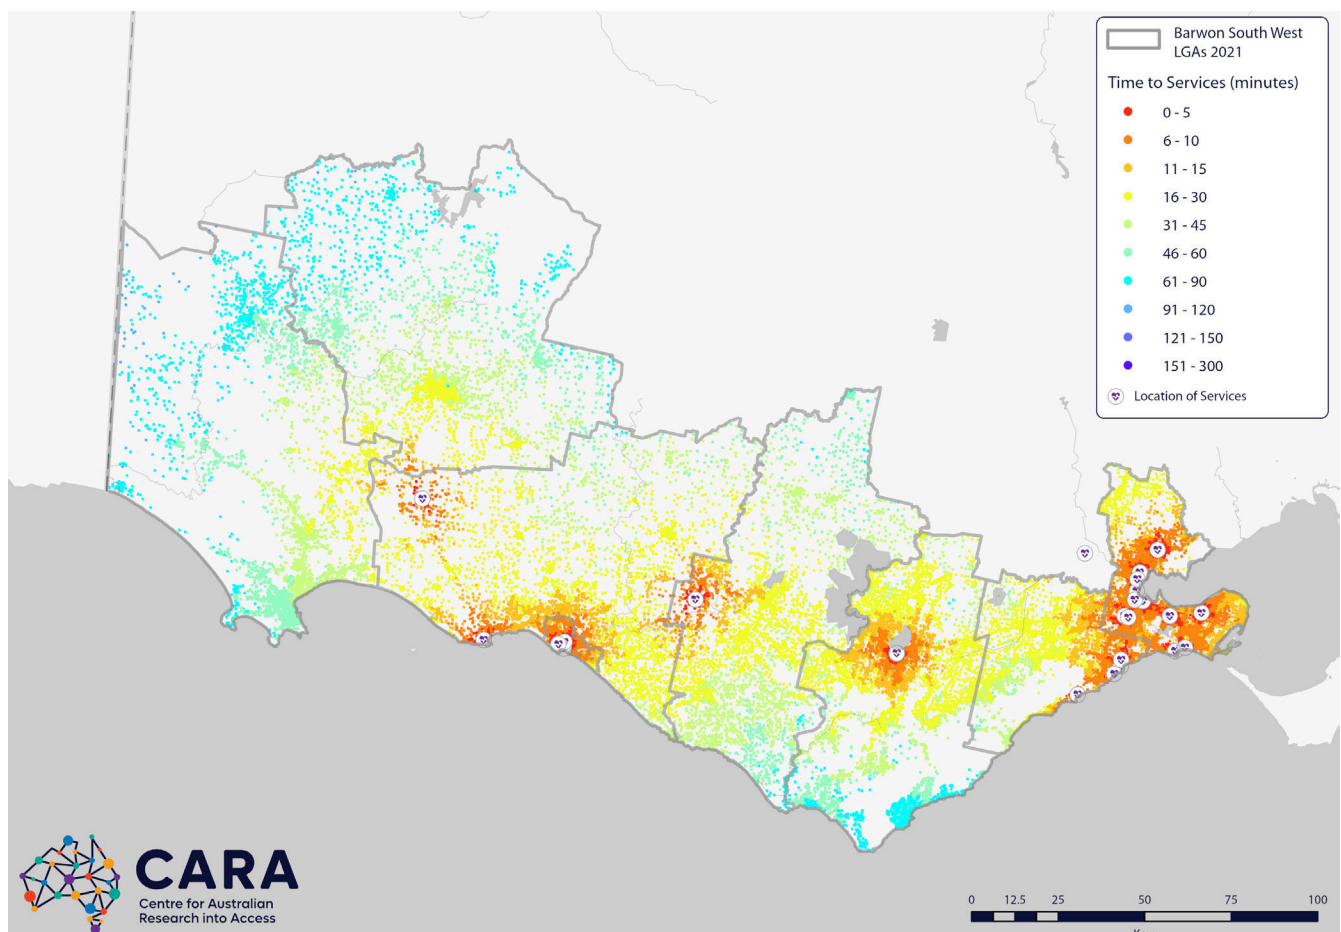 Barwon South West
LGAs 2021
Time to Services (minutes)
0 - 5
6 - 10
11 - 15
16 - 30
31 - 45
46 - 60
61 - 90
91 - 120
121 - 150
151 - 300
Location of Services
CARA
Centre for Australian
Research into Access
0 12.5 25 50 75 100